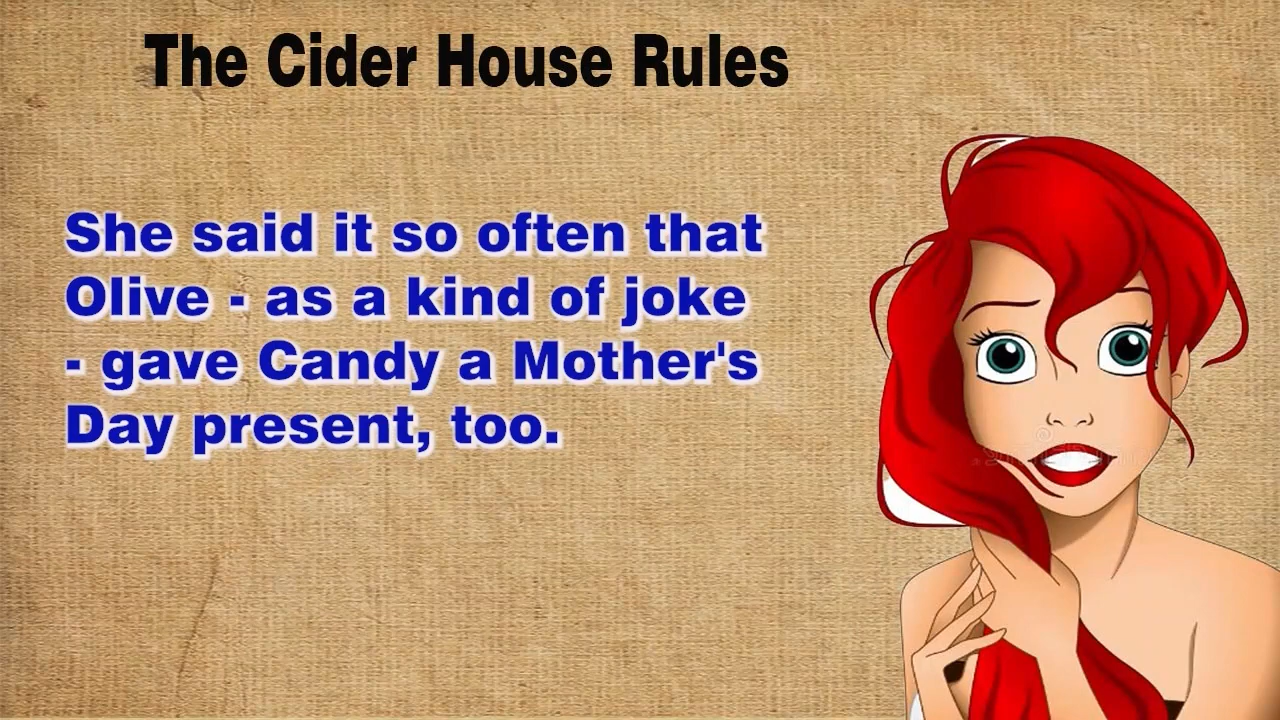 The Cider House Rules
She said it so often that
Olive - as a kind of joke
- gave Candy a Mother's
Day present, too.